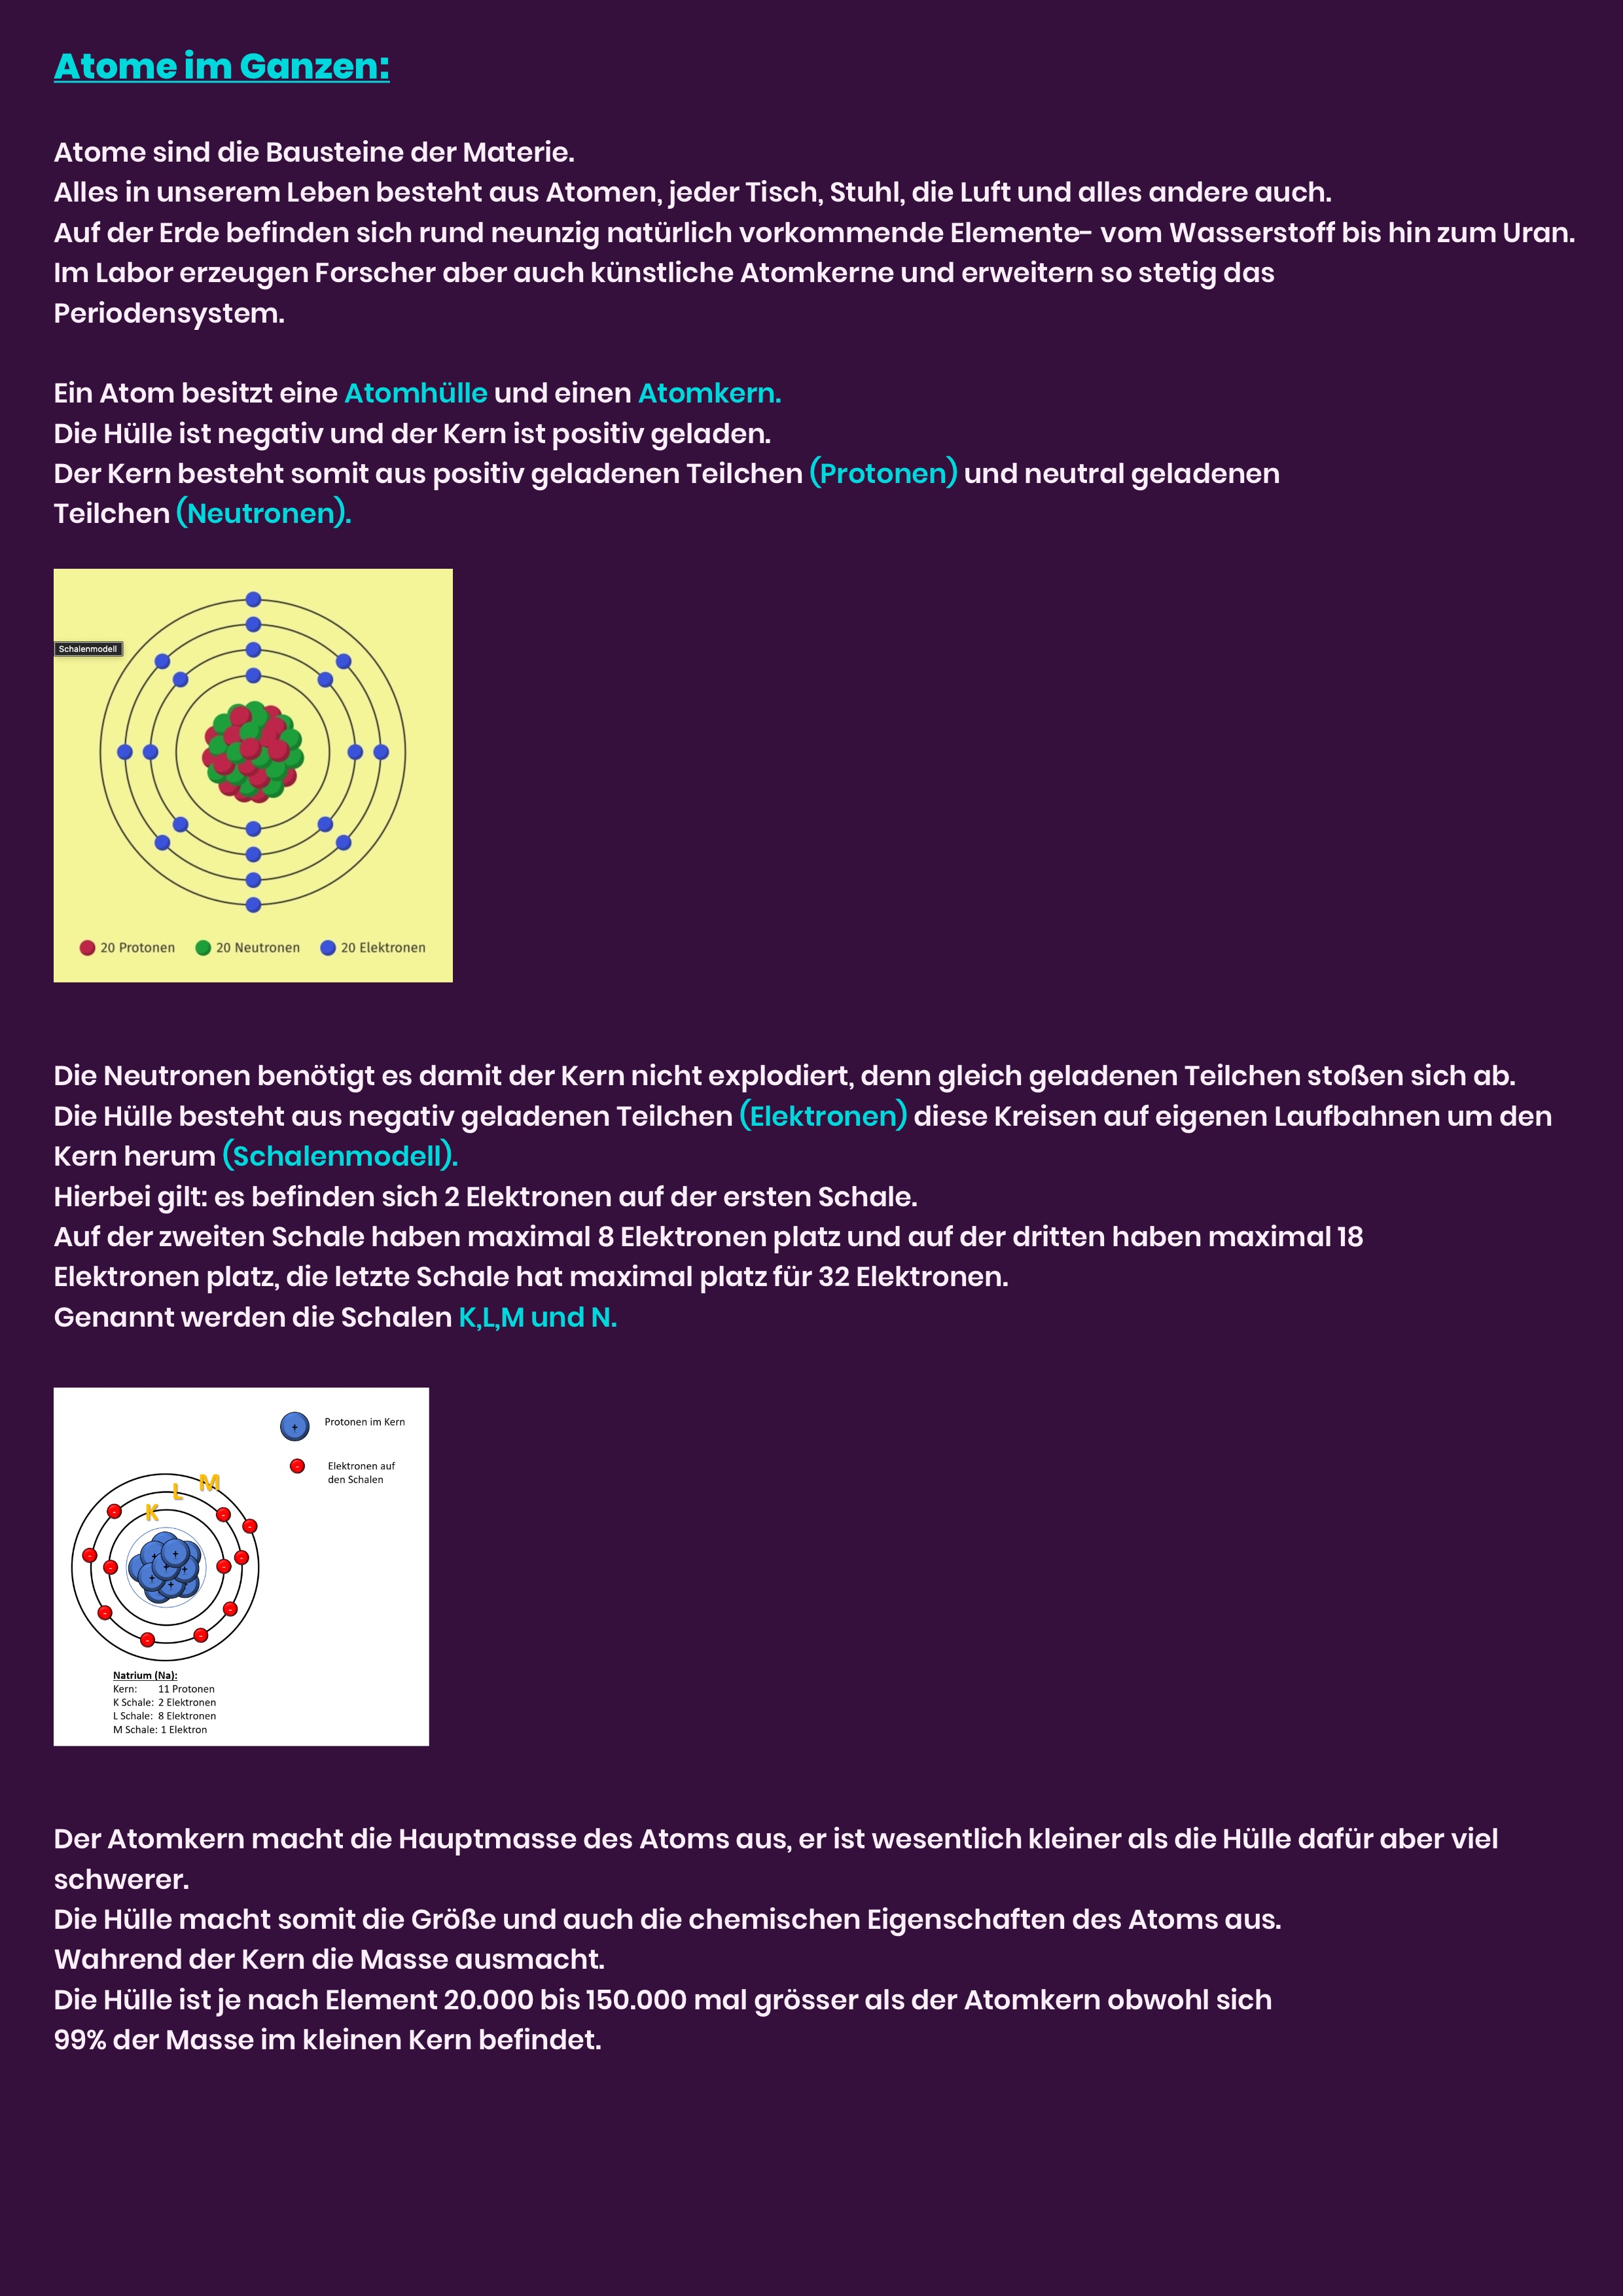 Atome im Ganzen:
Atome sind die Bausteine der Materie.
Alles in unserem Leben besteht aus Atomen, jeder Tisch, Stuhl, die Luft und alles andere auch.
Auf der Erde befinden sich rund neunzig natürlich vorkommende Elemente- vom Wasserstoff bis hin zum Uran.
Im Labor erzeugen Forscher aber auch künstliche Atomkerne und erweitern so stetig das
Periodensystem.
Ein Atom besitzt eine Atomhülle und einen Atomkern.
Die Hülle ist negativ und der Kern ist positiv geladen.
Der Kern besteht somit aus positiv geladenen Teilchen (Protonen) und neutral geladenen
Teilchen (Neutronen).
Schalenmodell
20 Protonen 20 Neutronen 20 Elektronen
Die Neutronen benötigt es damit der Kern nicht explodiert, denn gleich geladenen Teilchen stoßen sich ab.
Die Hülle besteht aus negativ geladenen Teilchen (Elektronen) diese Kreisen auf eigenen Laufbahnen um den
Kern herum (Schalenmodell).
Hierbei gilt: es befinden sich 2 Elektronen auf der ersten Schale.
Auf der zweiten Schale haben maximal 8 Elektronen platz und auf der dritten haben maximal 18
Elektronen platz, die letzte Schale hat maximal platz für 32 Elektronen.
Genannt werden die Schalen K,L,M und N.
+ Protonen im Kern
- Elektronen auf
den Schalen
M
L
K
Natrium (Na):
Kern: 11 Protonen
K Schale: 2 Elektronen
L Schale: 8 Elektronen
M Schale: 1 Elektron
Der Atomkern macht die Hauptmasse des Atoms aus, er ist wesentlich kleiner als die Hülle dafür aber viel
schwerer.
Die Hülle macht somit die Größe und auch die chemischen Eigenschaften des Atoms aus.
Wahrend der Kern die Masse ausmacht.
Die Hülle ist je nach Element 20.000 bis 150.000 mal grösser als der Atomkern obwohl sich
99% der Masse im kleinen Kern befindet.